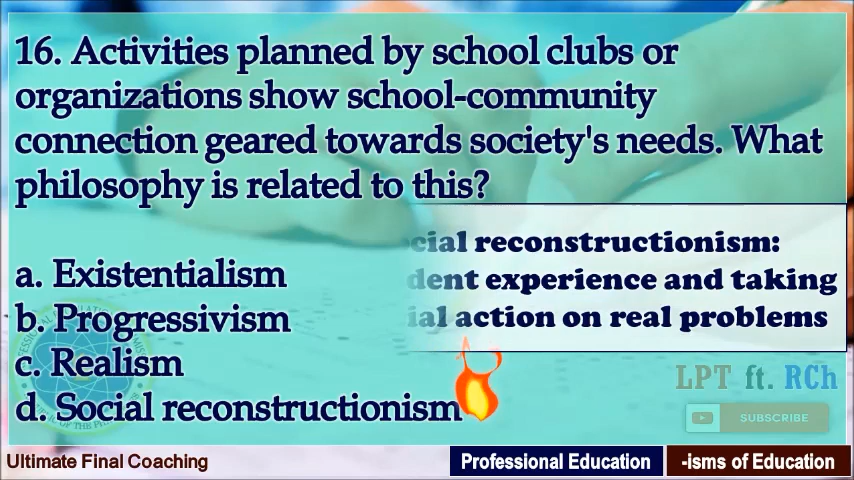 16. Activities planned by school clubs or
organizations show school-community
connection geared towards society's needs. What
philosophy is related to this?
cial reconstructionism:
dent experience and taking
ial action on real problems
a. Existentialism
b. Progressivism
c. Realism
d. Social reconstructionism
LPT ft. RCh
SUBSCRIBE
Ultimate Final Coaching
Professional Education
-isms of Education